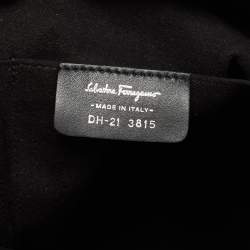 Salvatore Ferragamo
-MADE IN ITALY-
DH-21 3815